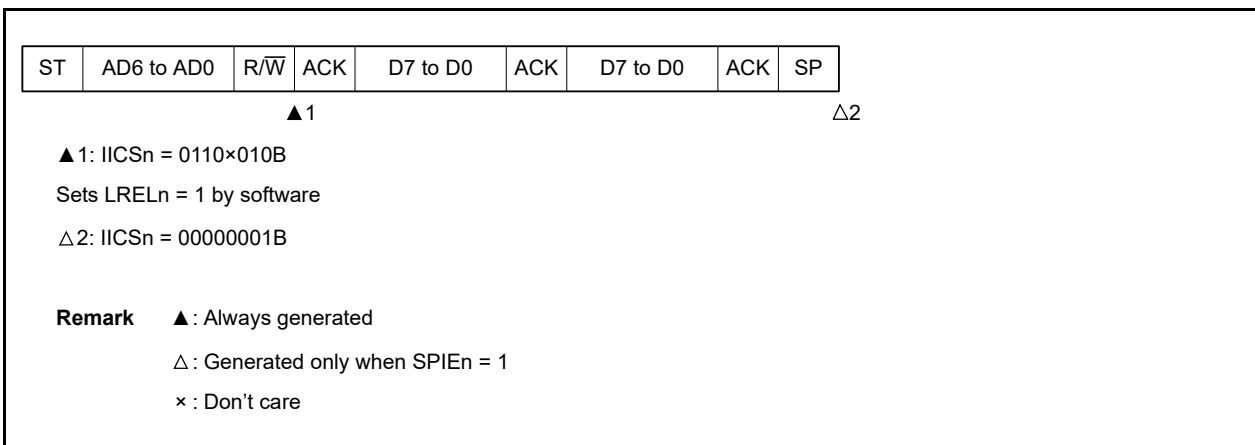 ST AD6 to AD0 R/W̅ ACK D7 to D0 ACK D7 to D0 ACK SP
▲1 △2
▲1: IICSn = 0110×010B
Sets LRELn = 1 by software
△2: IICSn = 00000001B
Remark ▲: Always generated
△: Generated only when SPIEn = 1
×: Don’t care